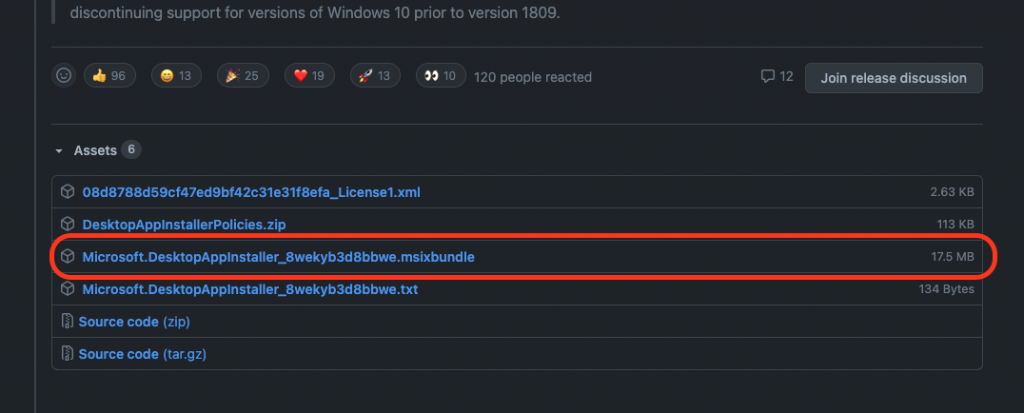 discontinuing support for versions of Windows 10 prior to version 1809.
👍 96 😄 13 🎉 25 ❤️ 19 🚀 13 👀 10 120 people reacted 12 Join release discussion
Assets 6
08d8788d59cf47ed9bf42c31e31f8efa_License1.xml 2.63 KB
DesktopAppInstallerPolicies.zip 113 KB
Microsoft.DesktopAppInstaller_8wekyb3d8bbwe.msixbundle 17.5 MB
Microsoft.DesktopAppInstaller_8wekyb3d8bbwe.txt 134 Bytes
Source code (zip)
Source code (tar.gz)